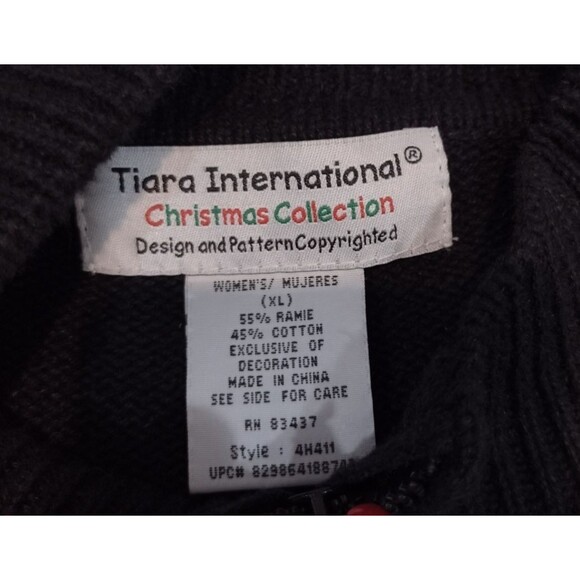 Tiara International®
Christmas Collection
Design and Pattern Copyrighted
WOMEN'S/ MUJERES
(XL)
55% RAMIE
45% COTTON
EXCLUSIVE OF
DECORATION
MADE IN CHINA
SEE SIDE FOR CARE
RN 83437
Style : 4H411
UPC#